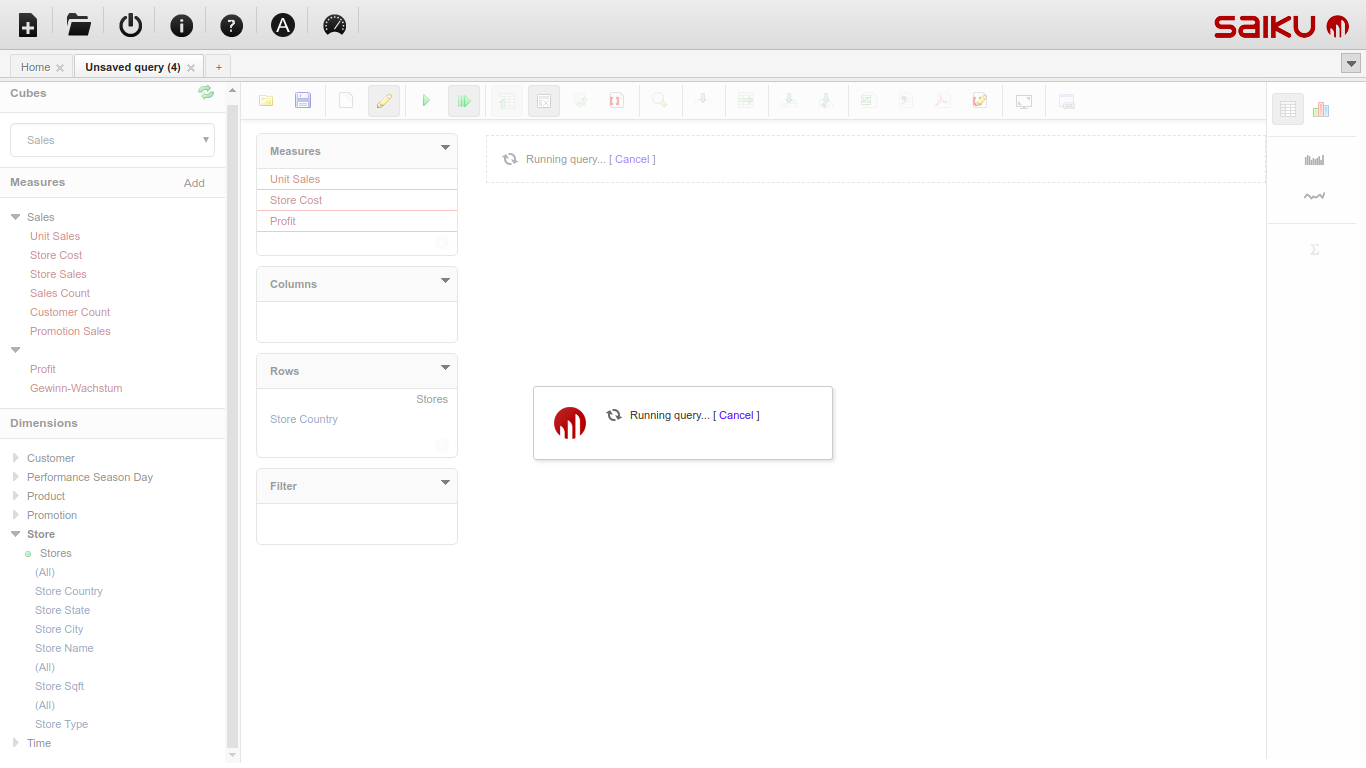 SAIKU
Home
Unsaved query (4)
+
Cubes
Sales
Measures Add
Sales
Unit Sales
Store Cost
Store Sales
Sales Count
Customer Count
Promotion Sales
Profit
Gewinn-Wachstum
Dimensions
Customer
Performance Season Day
Product
Promotion
Store
Stores
(All)
Store Country
Store State
Store City
Store Name
(All)
Store Sqft
(All)
Store Type
Time
Measures
Unit Sales
Store Cost
Profit
Columns
Rows
Stores
Store Country
Filter
Running query... [ Cancel ]
Running query... [ Cancel ]
Σ